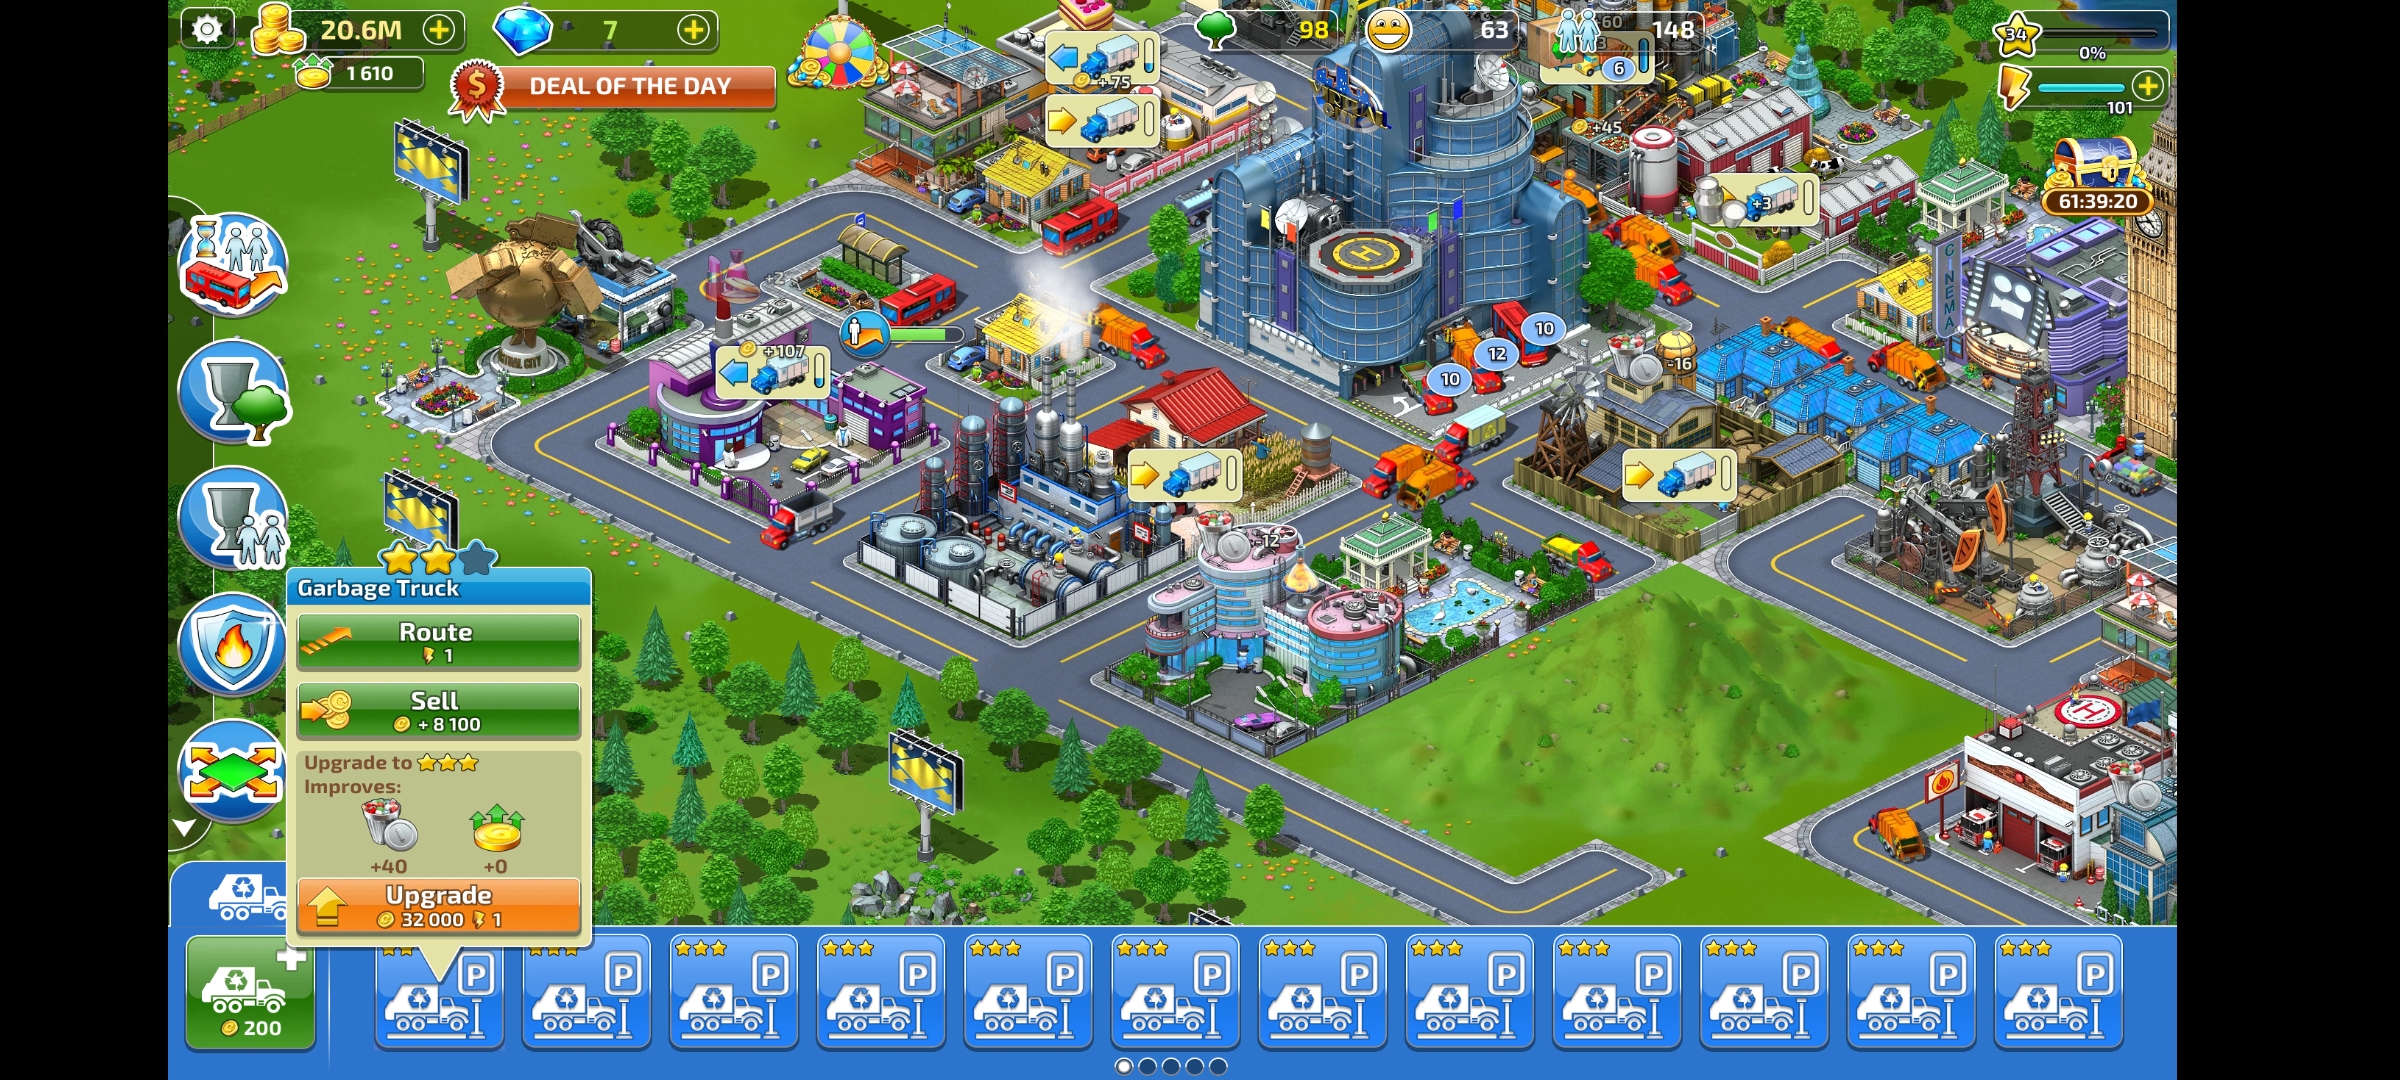 20.6M
7
98
63
148
34
0%
1 610
DEAL OF THE DAY
+75
6
101
+45
+3
61:39:20
CINEMA
+2
+107
10
12
10
-16
-12
Garbage Truck
Route
1
Sell
+ 8 100
Upgrade to
Improves:
+40
+0
Upgrade
32 000
1
200
P
P
P
P
P
P
P
P
P
P
P
P
H
H